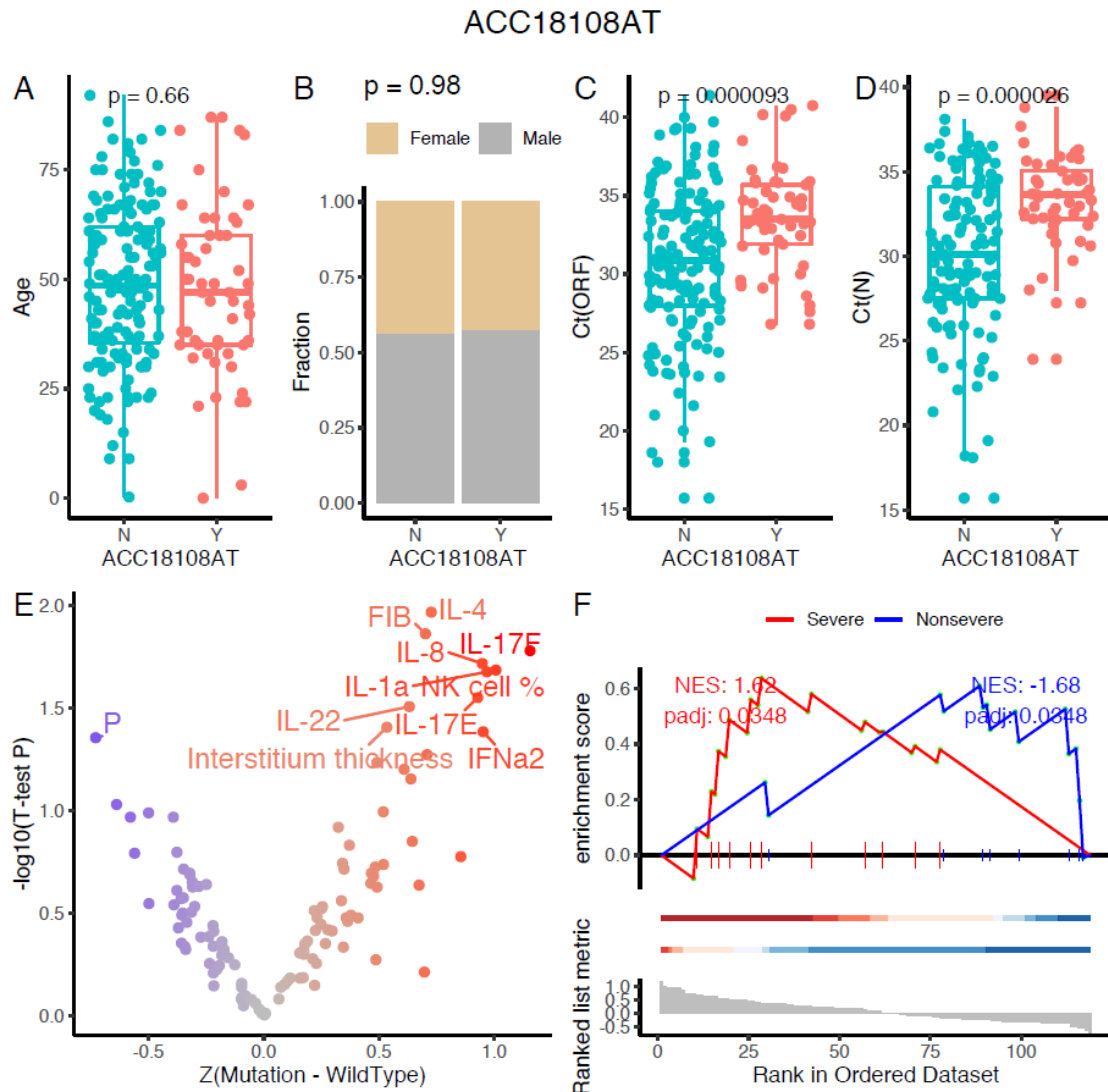 ACC18108AT
A
p = 0.66
Age
75
50
25
0
N
Y
ACC18108AT
B
p = 0.98
Female
Male
Fraction
1.00
0.75
0.50
0.25
0.00
N
Y
ACC18108AT
C
p = 0.000093
Ct(ORF)
40
35
30
25
20
15
N
Y
ACC18108AT
D
Ct(N)
40
35
30
25
20
15
N
Y
ACC18108AT
E
-log10(T-test P)
2.0
1.5
1.0
0.5
0.0
FIB
IL-4
IL-17F
IL-8
IL-1a
NK cell %
IL-22
IL-17E
Interstitium thickness
IFNa2
P
-0.5
0.0
0.5
1.0
Z(Mutation - WildType)
F
Severe
Nonsevere
enrichment score
0.6
0.4
0.2
0.0
NES: 1.62
padj: 0.0348
NES: -1.68
padj: 0.0348
Ranked list metric
1.0
0.5
0.0
-0.5
0
25
50
75
100
Rank in Ordered Dataset